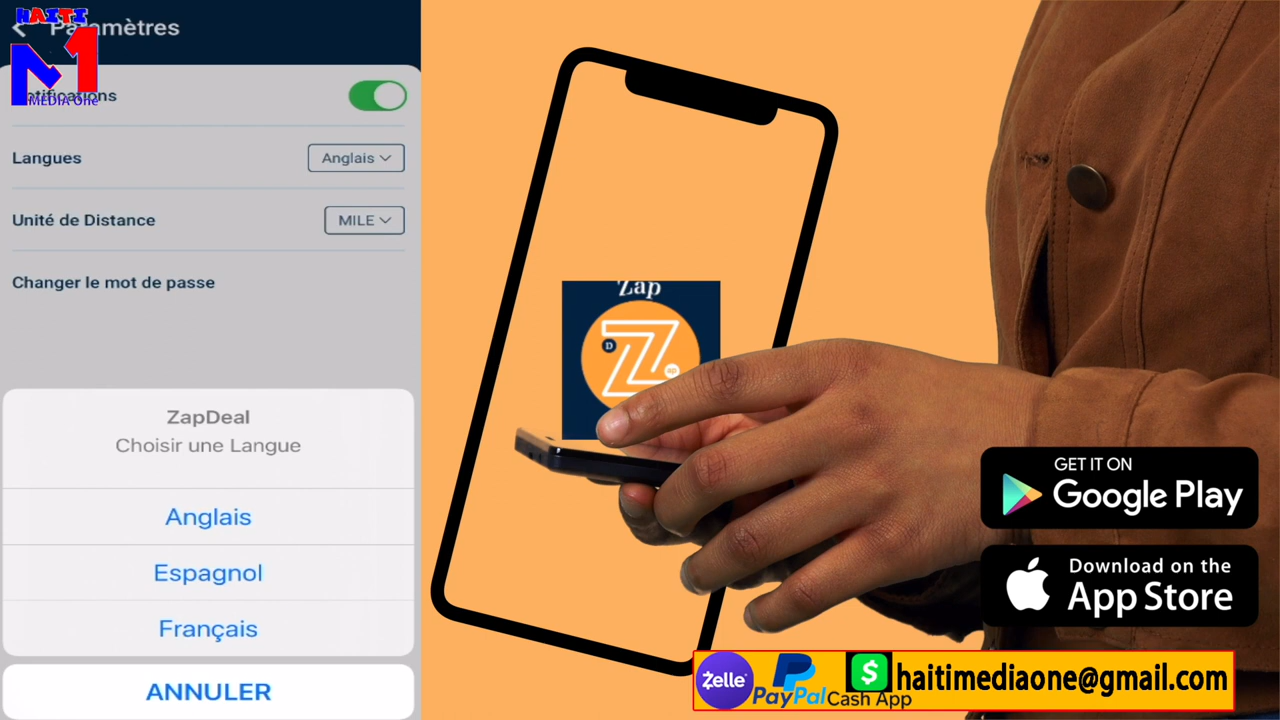 HAITI
Paramètres
M1
MEDIA One
Notifications
Langues
Anglais
Unité de Distance
MILE
Changer le mot de passe
ZapDeal
Choisir une Langue
Anglais
Espagnol
Français
ANNULER
Zap
D
Z
ap
GET IT ON
Google Play
Download on the
App Store
Zelle
PayPal
$
Cash App
haitimediaone@gmail.com